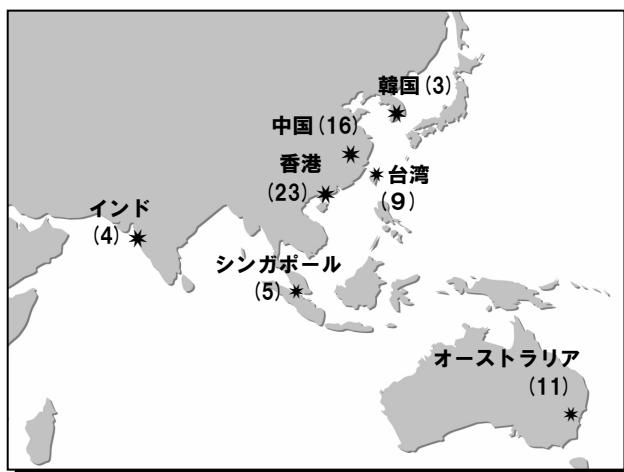 韓国(3)
中国(16)
香港
(23)
台湾
(9)
インド
(4)
シンガポール
(5)
オーストラリア
(11)